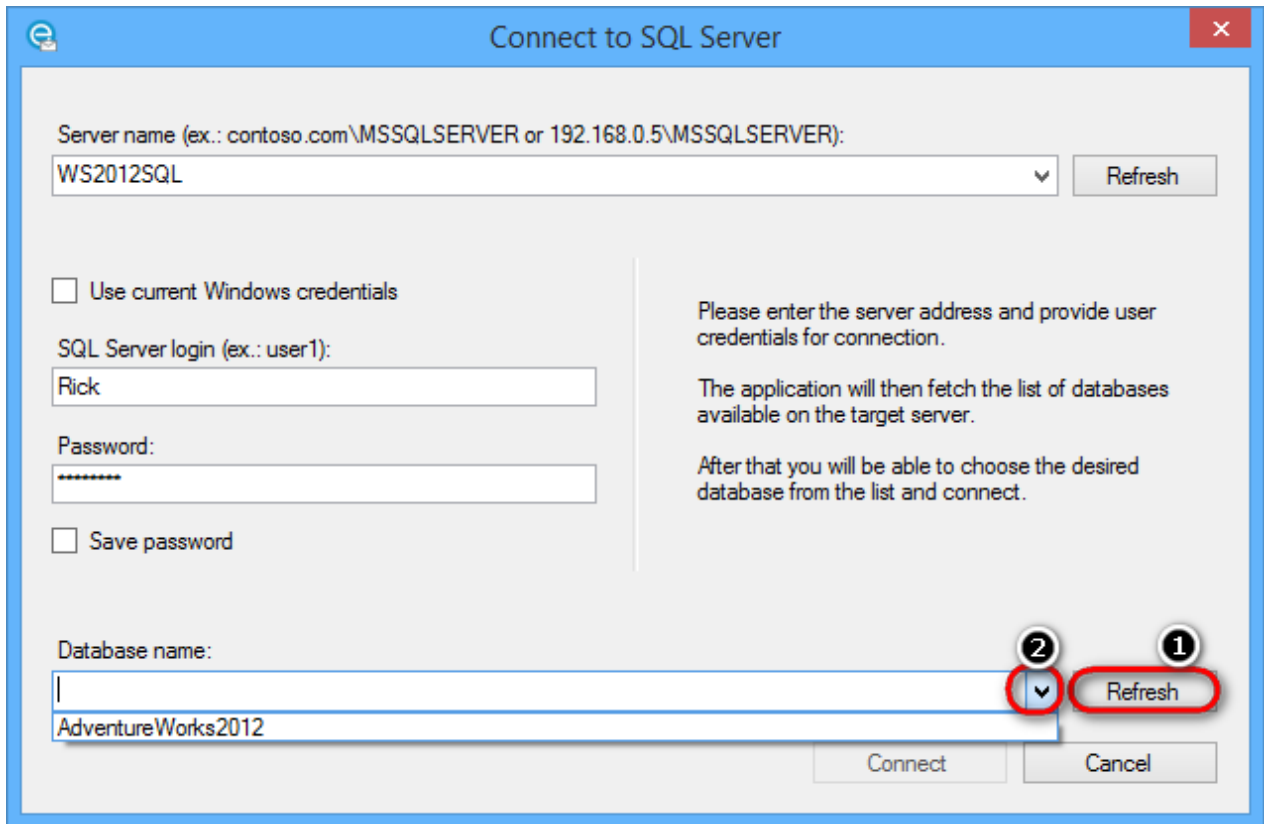 Connect to SQL Server
Server name (ex.: contoso.com\MSSQLSERVER or 192.168.0.5\MSSQLSERVER):
WS2012SQL
Refresh
Use current Windows credentials
SQL Server login (ex.: user1):
Rick
Password:
********
Save password
Please enter the server address and provide user
credentials for connection.
The application will then fetch the list of databases
available on the target server.
After that you will be able to choose the desired
database from the list and connect.
Database name:
2
1
Refresh
AdventureWorks2012
Connect
Cancel